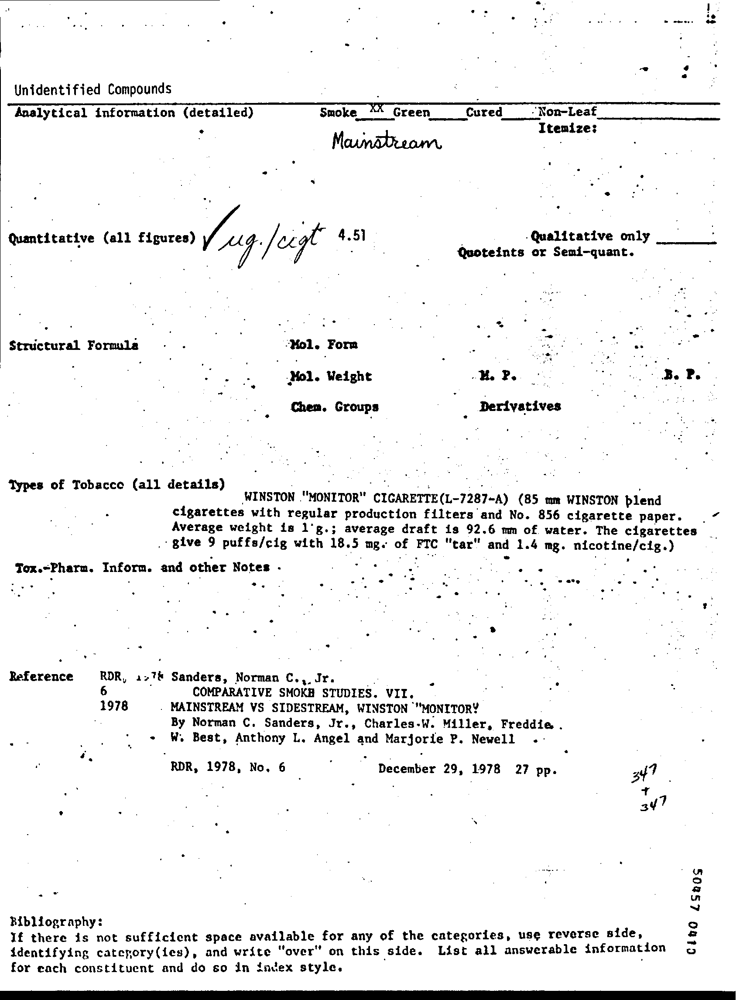 Unidentified Compounds
Analytical information (detailed) Smoke XX Green Cured Non-Leaf
Mainstream Itemize:
Quantitative (all figures) √ ug./cigt 4.51 Qualitative only
Quoteints or Semi-quant.
Structural Formula Mol. Form
Mol. Weight M. P. B. P.
Chem. Groups Derivatives
Types of Tobacco (all details)
WINSTON "MONITOR" CIGARETTE(L-7287-A) (85 mm WINSTON blend
cigarettes with regular production filters and No. 856 cigarette paper.
Average weight is 1 g.; average draft is 92.6 mm of water. The cigarettes
give 9 puffs/cig with 18.5 mg. of FTC "tar" and 1.4 mg. nicotine/cig.)
Tox.-Pharm. Inform. and other Notes
Reference RDR, Sanders, Norman C., Jr.
6 COMPARATIVE SMOKE STUDIES. VII.
1978 MAINSTREAM VS SIDESTREAM, WINSTON "MONITOR"
By Norman C. Sanders, Jr., Charles W. Miller, Freddie
W. Best, Anthony L. Angel and Marjorie P. Newell
RDR, 1978, No. 6 December 29, 1978 27 pp.
347
+
347
Bibliography:
If there is not sufficient space available for any of the categories, use reverse side,
identifying category(ies), and write "over" on this side. List all answerable information
for each constituent and do so in index style.